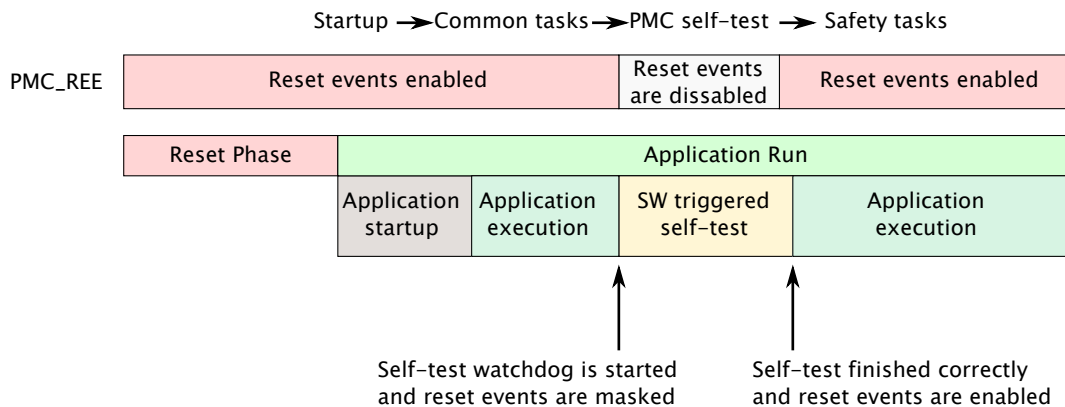 Startup Common tasks PMC self-test Safety tasks
PMC_REE
Reset events enabled
Reset events
are dissabled
Reset events enabled
Reset Phase
Application Run
Application
startup
Application
execution
SW triggered
self-test
Application
execution
Self-test watchdog is started
and reset events are masked
Self-test finished correctly
and reset events are enabled